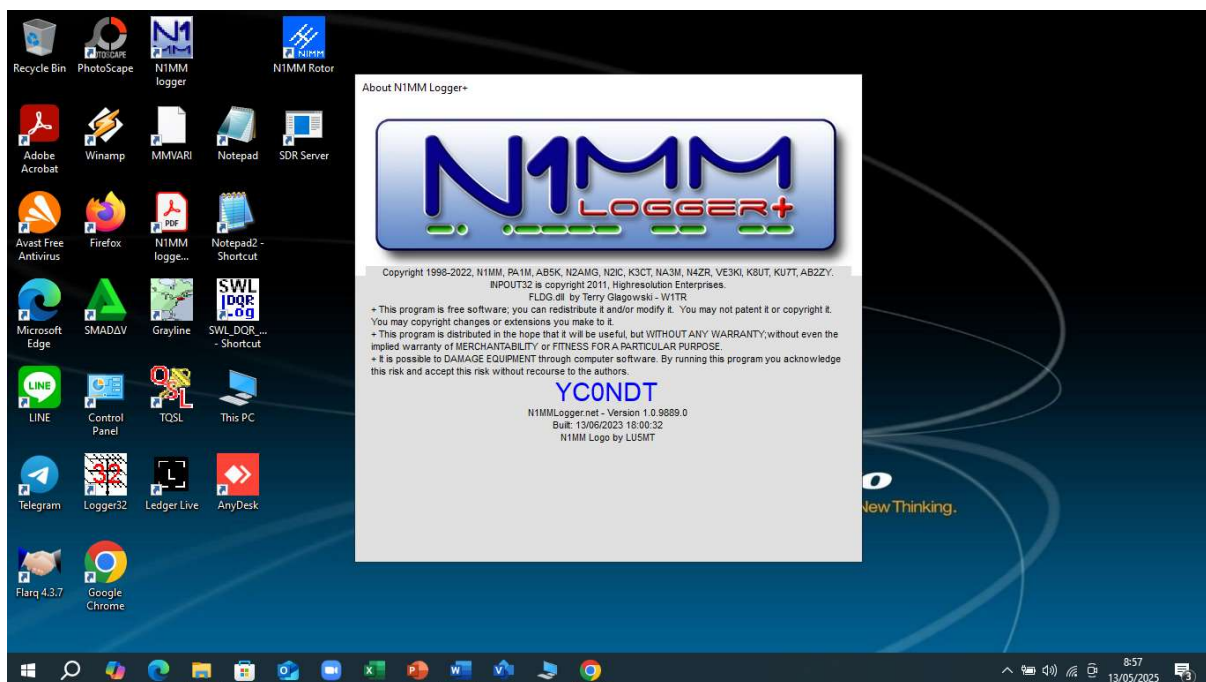 Recycle Bin
PhotoScape
N1MM
logger
N1MM Rotor
Adobe
Acrobat
Winamp
MMVARI
Notepad
SDR Server
Avast Free
Antivirus
Firefox
N1MM
logge...
Notepad2 -
Shortcut
Microsoft
Edge
SMADΔV
Grayline
SWL_DQR_...
- Shortcut
LINE
Control
Panel
TQSL
This PC
Telegram
Logger32
Ledger Live
AnyDesk
Flarq 4.3.7
Google
Chrome
About N1MM Logger+
N1MM
LOGGER+
Copyright 1998-2022, N1MM, PA1M, AB5K, N2AMG, N2IC, K3CT, NA3M, N4ZR, VE3KI, K8UT, KU7T, AB2ZY.
INPOUT32 is copyright 2011, Highresolution Enterprises.
FLDG.dll by Terry Glagowski - W1TR
+ This program is free software; you can redistribute it and/or modify it. You may not patent it or copyright it.
You may copyright changes or extensions you make to it.
+ This program is distributed in the hope that it will be useful, but WITHOUT ANY WARRANTY;without even the
implied warranty of MERCHANTABILITY or FITNESS FOR A PARTICULAR PURPOSE.
+ It is possible to DAMAGE EQUIPMENT through computer software. By running this program you acknowledge
this risk and accept this risk without recourse to the authors.
YC0NDT
N1MMLogger.net - Version 1.0.9889.0
Built: 13/06/2023 18:00:32
N1MM Logo by LU5MT
New Thinking.
8:57
13/05/2025